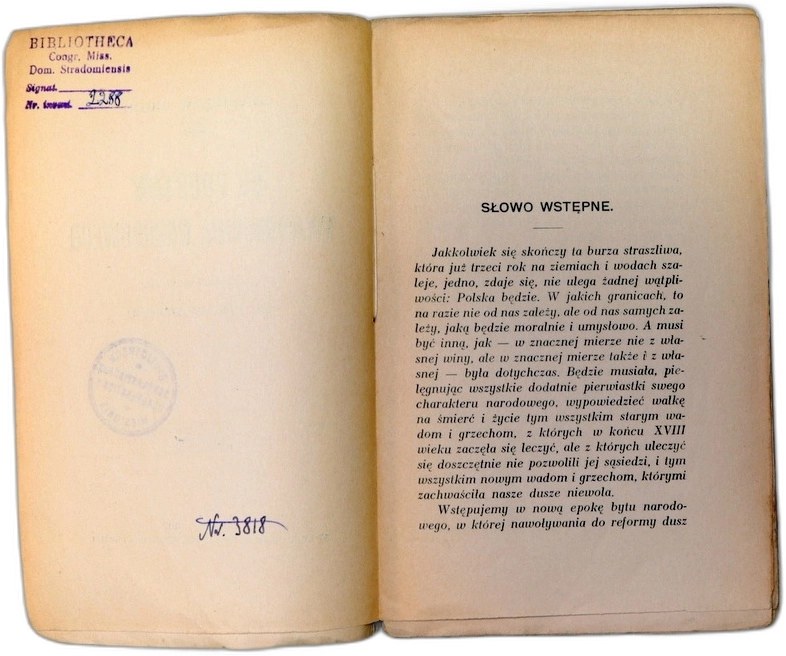 BIBLIOTHECA
Congr. Miss.
Dom. Stradomiensis
Signat.
Nr. inwent. 2288
Nr. 3818
SŁOWO WSTĘPNE.
Jakkolwiek się skończy ta burza straszliwa,
która już trzeci rok na ziemiach i wodach sza-
leje, jedno, zdaje się, nie ulega żadnej wątpli-
wości: Polska będzie. W jakich granicach, to
na razie nie od nas zależy, ale od nas samych za-
leży, jaką będzie moralnie i umysłowo. A musi
być inną, jak — w znacznej mierze nie z wła-
snej winy, ale w znacznej mierze także i z wła-
snej — była dotychczas. Będzie musiała, pie-
lęgnując wszystkie dodatnie pierwiastki swego
charakteru narodowego, wypowiedzieć walkę
na śmierć i życie tym wszystkim starym wa-
dom i grzechom, z których w końcu XVIII
wieku zaczęła się leczyć, ale z których uleczyć
się doszczętnie nie pozwolili jej sąsiedzi, i tym
wszystkim nowym wadom i grzechom, którymi
zachwaściła nasze dusze niewola.
Wstępujemy w nową epokę bytu narodo-
wego, w której nawoływania do reformy dusz